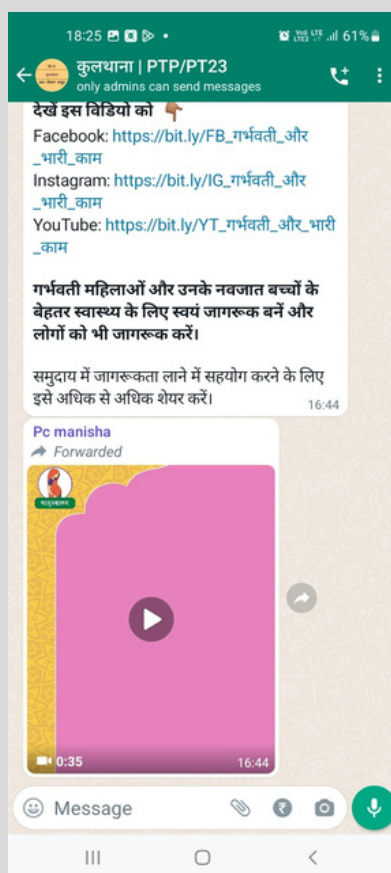 18:25
61%
कुलथाना | PTP/PT23
only admins can send messages
देखें इस विडियो को
Facebook: https://bit.ly/FB_गर्भवती_और
_भारी_काम
Instagram: https://bit.ly/IG_गर्भवती_और
_भारी_काम
YouTube: https://bit.ly/YT_गर्भवती_और_भारी
_काम
गर्भवती महिलाओं और उनके नवजात बच्चों के
बेहतर स्वास्थ्य के लिए स्वयं जागरूक बनें और
लोगों को भी जागरूक करें।
समुदाय में जागरूकता लाने में सहयोग करने के लिए
इसे अधिक से अधिक शेयर करें।
16:44
Pc manisha
Forwarded
0:35
16:44
Message